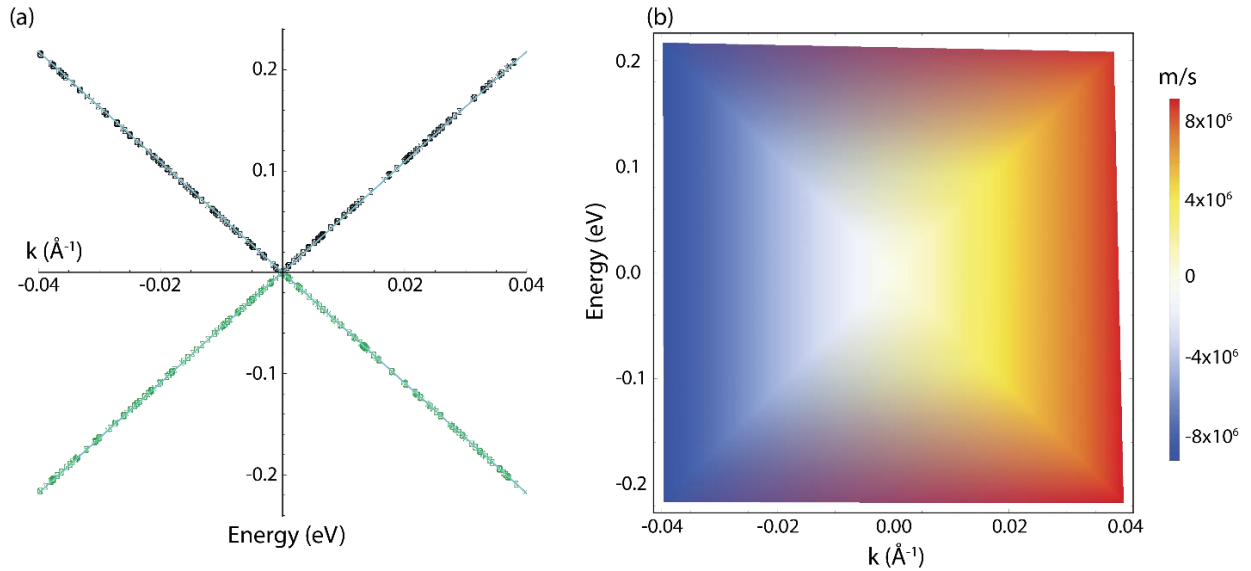 (a)
0.2
0.1
k (Å⁻¹)
-0.04
-0.02
0.02
0.04
-0.1
-0.2
Energy (eV)
(b)
0.2
0.1
0.0
-0.1
-0.2
Energy (eV)
-0.04
-0.02
0.00
0.02
0.04
k (Å⁻¹)
m/s
8x10⁶
4x10⁶
0
-4x10⁶
-8x10⁶